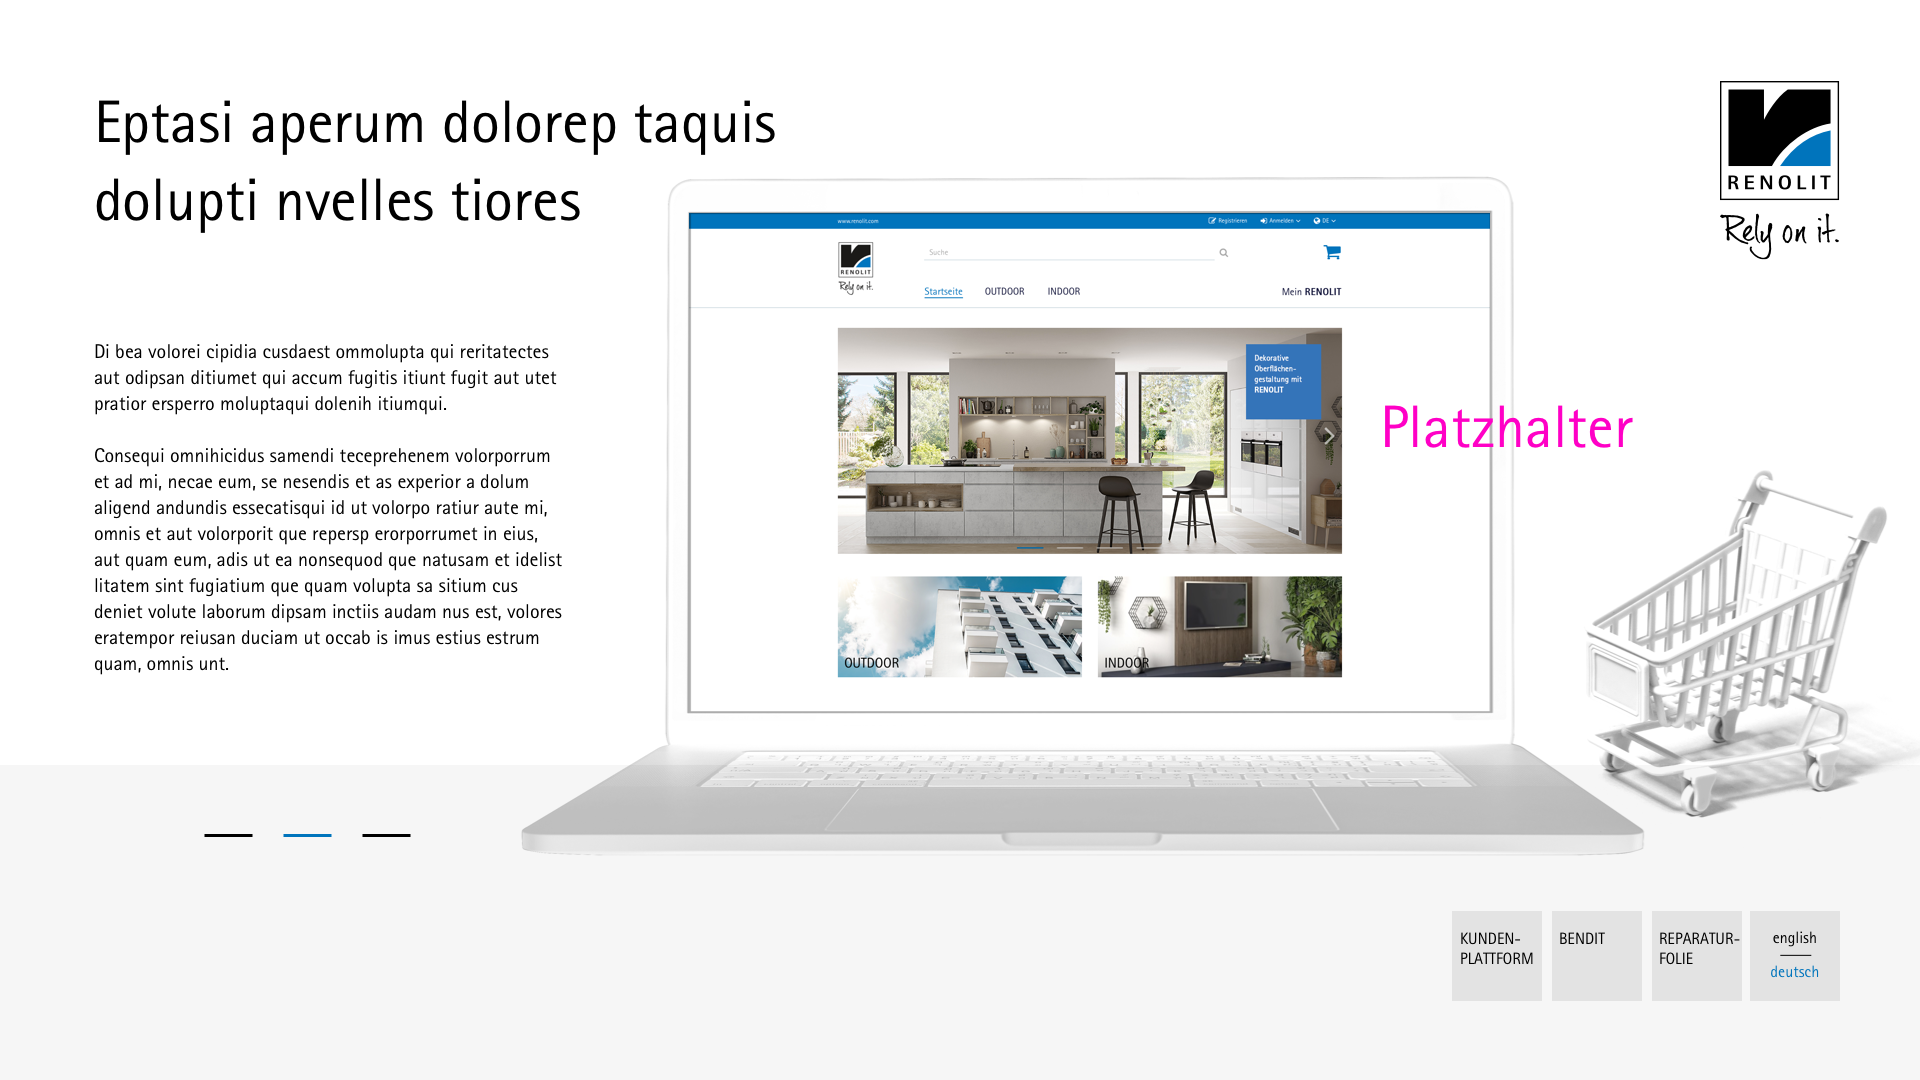 Eptasi aperum dolorep taquis
dolupti nvelles tiores
RENOLIT
Rely on it.
Di bea volorei cipidia cusdaest ommolupta qui reritatectes
aut odipsan ditiumet qui accum fugitis itiunt fugit aut utet
pratior ersperro moluptaqui dolenih itiumqui.
Consequi omnihicidus samendi teceprehenem volorporrum
et ad mi, necae eum, se nesendis et as experior a dolum
aligend andundis essecatisqui id ut volorpo ratiur aute mi,
omnis et aut volorporit que repersp erorporrumet in eius,
aut quam eum, adis ut ea nonsequod que natusam et idelist
litatem sint fugiatium que quam volupta sa sitium cus
deniet volute laborum dipsam inctiis audam nus est, volores
eratempor reiusan duciam ut occab is imus estius estrum
quam, omnis unt.
www.renolit.com
Registrieren Anmelden DE
RENOLIT
Rely on it.
Suche
Startseite OUTDOOR INDOOR Mein RENOLIT
Dekorative
Oberflächen-
gestaltung mit
RENOLIT
OUTDOOR
INDOOR
Platzhalter
KUNDEN-
PLATTFORM
BENDIT
REPARATUR-
FOLIE
english
deutsch